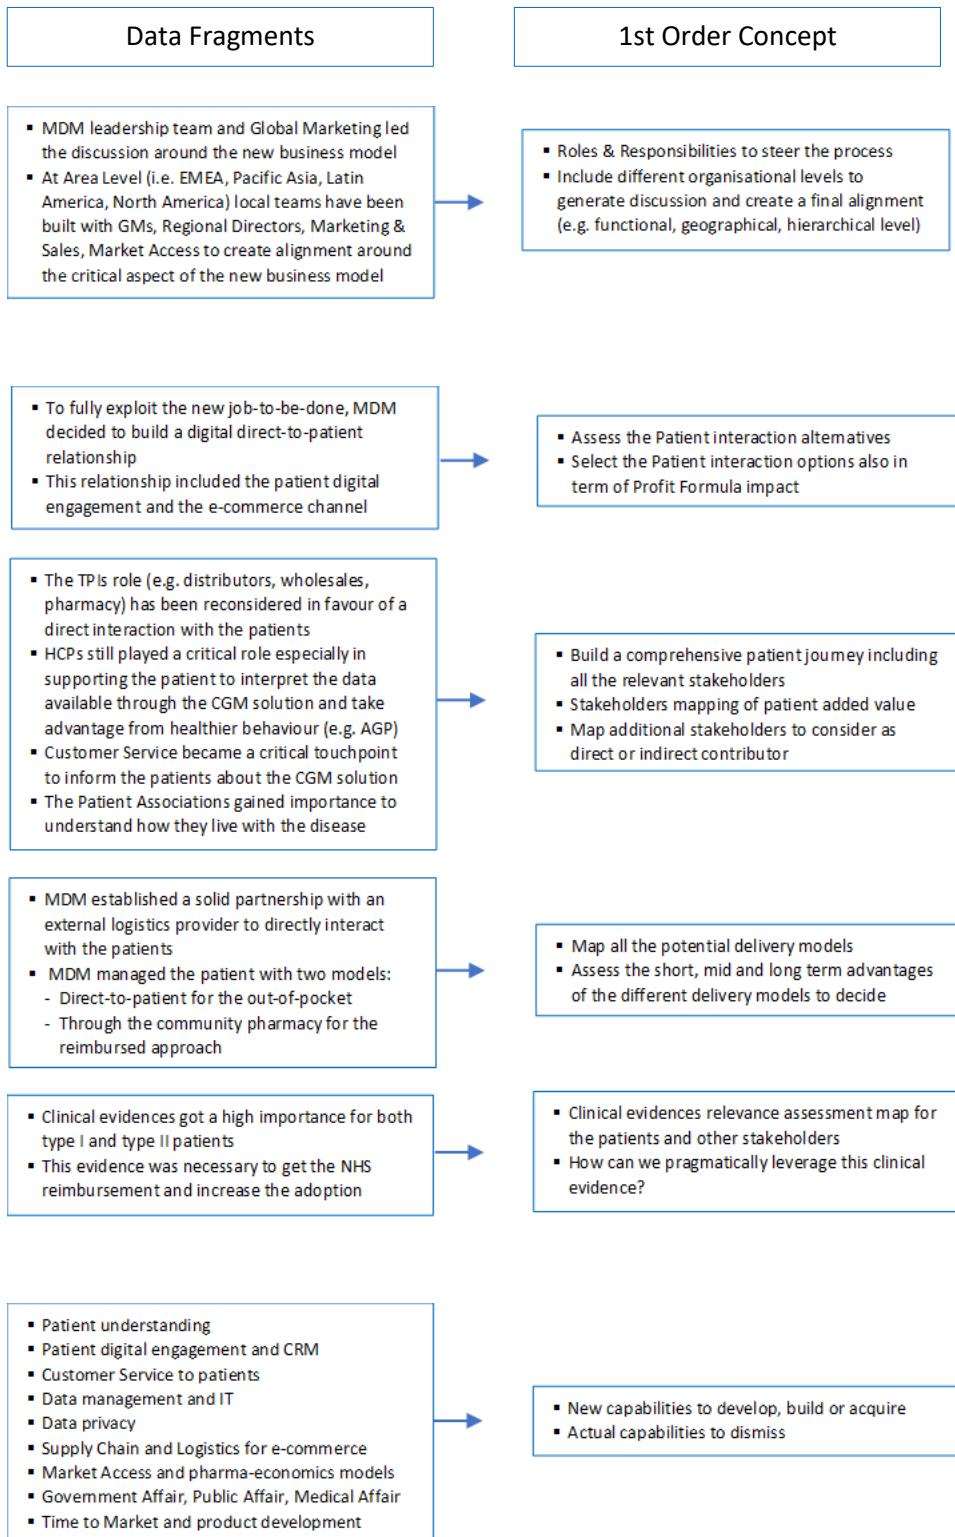 Data Fragments
1st Order Concept
▪ MDM leadership team and Global Marketing led
the discussion around the new business model
▪ At Area Level (i.e. EMEA, Pacific Asia, Latin
America, North America) local teams have been
built with GMs, Regional Directors, Marketing &
Sales, Market Access to create alignment around
the critical aspect of the new business model
▪ Roles & Responsibilities to steer the process
▪ Include different organisational levels to
generate discussion and create a final alignment
(e.g. functional, geographical, hierarchical level)
▪ To fully exploit the new job-to-be-done, MDM
decided to build a digital direct-to-patient
relationship
▪ This relationship included the patient digital
engagement and the e-commerce channel
▪ Assess the Patient interaction alternatives
▪ Select the Patient interaction options also in
term of Profit Formula impact
▪ The TPIs role (e.g. distributors, wholesales,
pharmacy) has been reconsidered in favour of a
direct interaction with the patients
▪ HCPs still played a critical role especially in
supporting the patient to interpret the data
available through the CGM solution and take
advantage from healthier behaviour (e.g. AGP)
▪ Customer Service became a critical touchpoint
to inform the patients about the CGM solution
▪ The Patient Associations gained importance to
understand how they live with the disease
▪ Build a comprehensive patient journey including
all the relevant stakeholders
▪ Stakeholders mapping of patient added value
▪ Map additional stakeholders to consider as
direct or indirect contributor
▪ MDM established a solid partnership with an
external logistics provider to directly interact
with the patients
▪ MDM managed the patient with two models:
- Direct-to-patient for the out-of-pocket
- Through the community pharmacy for the
reimbursed approach
▪ Map all the potential delivery models
▪ Assess the short, mid and long term advantages
of the different delivery models to decide
▪ Clinical evidences got a high importance for both
type I and type II patients
▪ This evidence was necessary to get the NHS
reimbursement and increase the adoption
▪ Clinical evidences relevance assessment map for
the patients and other stakeholders
▪ How can we pragmatically leverage this clinical
evidence?
▪ Patient understanding
▪ Patient digital engagement and CRM
▪ Customer Service to patients
▪ Data management and IT
▪ Data privacy
▪ Supply Chain and Logistics for e-commerce
▪ Market Access and pharma-economics models
▪ Government Affair, Public Affair, Medical Affair
▪ Time to Market and product development
▪ New capabilities to develop, build or acquire
▪ Actual capabilities to dismiss